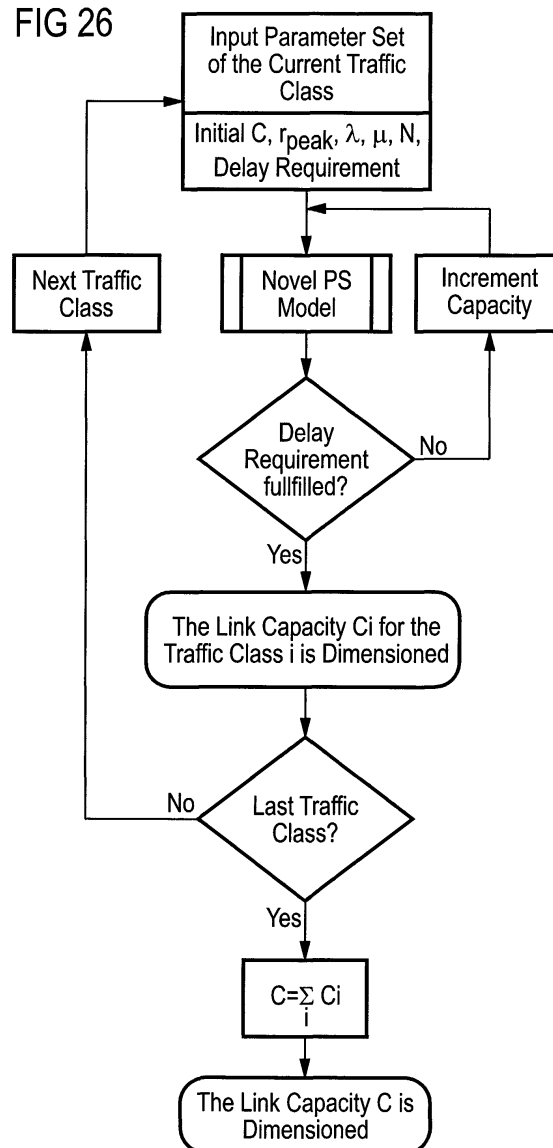 FIG 26
Input Parameter Set
of the Current Traffic
Class
Initial C, rpeak, λ, μ, N,
Delay Requirement
Next Traffic
Class
Novel PS
Model
Increment
Capacity
Delay
Requirement
fullfilled?
No
Yes
The Link Capacity Ci for the
Traffic Class i is Dimensioned
No
Last Traffic
Class?
Yes
C=Σ Ci
i
The Link Capacity C is
Dimensioned